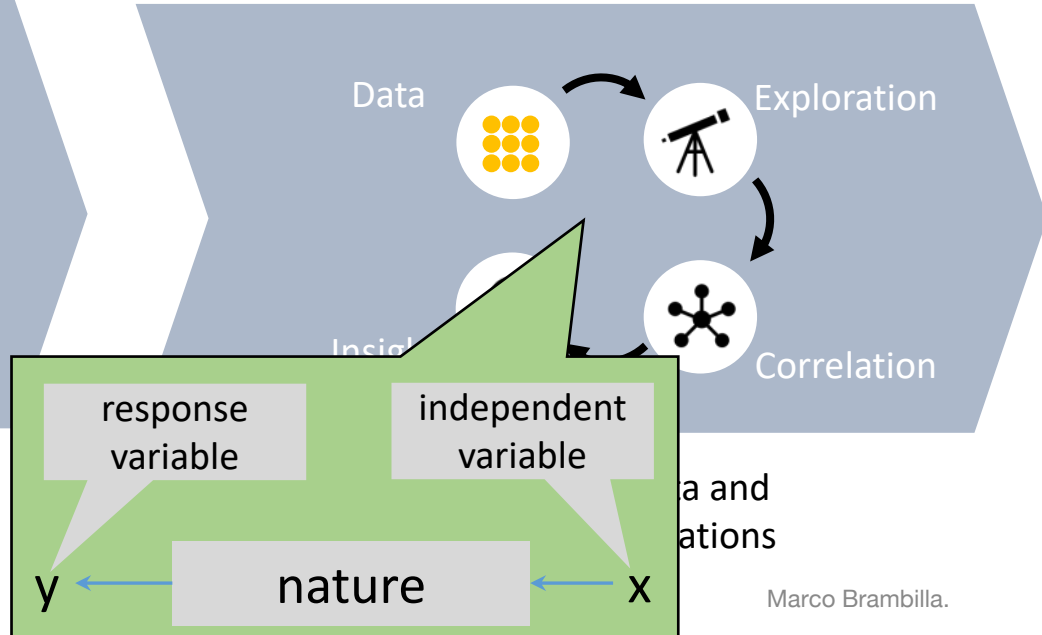 Data
Exploration
Correlation
response
variable
independent
variable
and
ations
y
nature
x
Marco Brambilla.